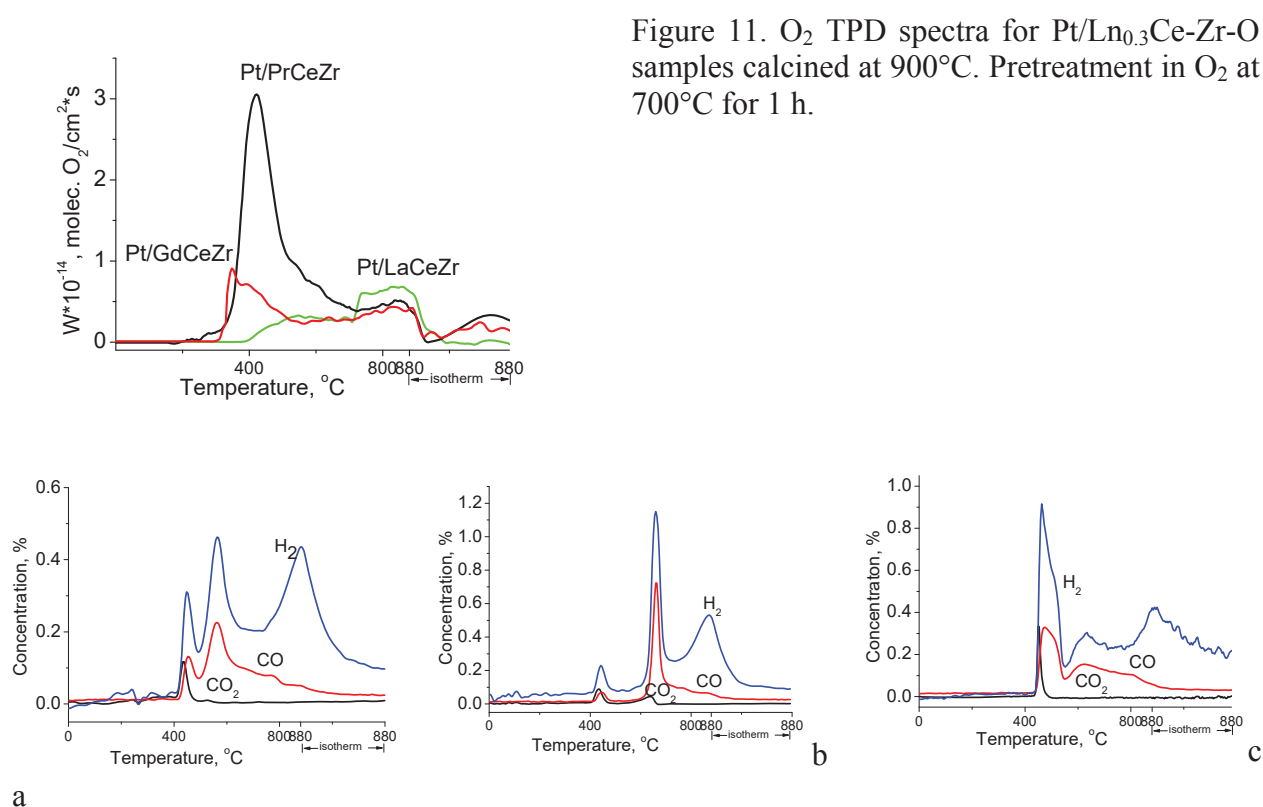 Figure 11. O₂ TPD spectra for Pt/Ln₀.₃Ce-Zr-O
samples calcined at 900°C. Pretreatment in O₂ at
700°C for 1 h.
W*10⁻¹⁴, molec. O₂/cm²*s
3
2
1
0
Pt/PrCeZr
Pt/GdCeZr
Pt/LaCeZr
400
800
880
880
isotherm
Temperature, °C
Concentration, %
0.6
0.4
0.2
0.0
H₂
CO
CO₂
0
400
800
880
880
isotherm
Temperature, °C
a
Concentration, %
1.2
1.0
0.8
0.6
0.4
0.2
0.0
H₂
CO
CO₂
0
400
800
880
880
isotherm
Temperature, °C
b
Concentraton, %
1.0
0.8
0.6
0.4
0.2
0.0
H₂
CO
CO₂
0
400
800
880
880
isotherm
Temperature, °C
c